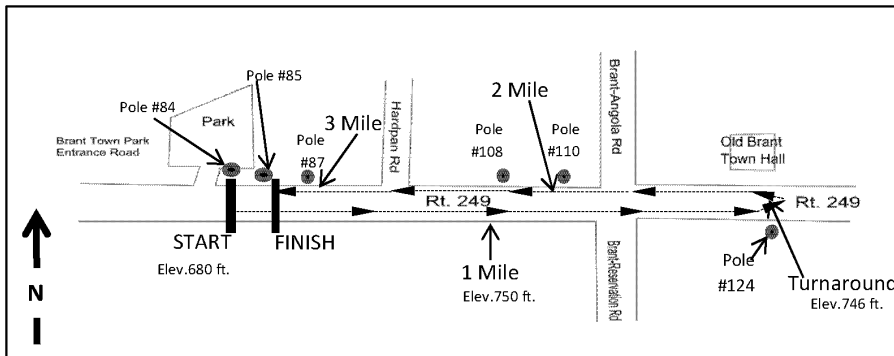 Pole #85
Pole #84
Park
Brant Town Park
Entrance Road
Pole
#87
3 Mile
Hardpan Rd
Pole
#108
2 Mile
Pole
#110
Brant-Angola Rd
Old Brant
Town Hall
Rt. 249
Rt. 249
START
FINISH
Elev.680 ft.
1 Mile
Elev.750 ft.
Brant-Reservation Rd
Pole
#124
Turnaround
Elev.746 ft.
N